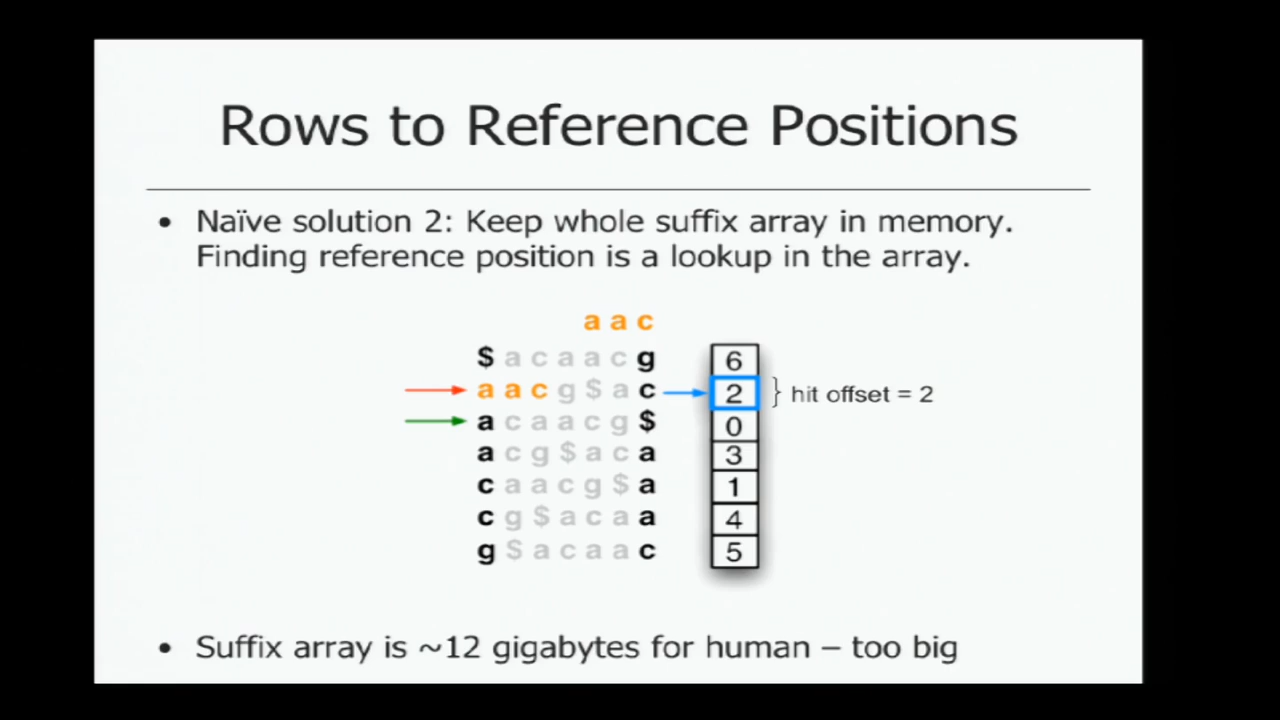 Rows to Reference Positions
• Naïve solution 2: Keep whole suffix array in memory.
Finding reference position is a lookup in the array.
a a c
$ a c a a c g 6
a a c g $ a c 2 } hit offset = 2
a c a a c g $ 0
a c g $ a c a 3
c a a c g $ a 1
c g $ a c a a 4
g $ a c a a c 5
• Suffix array is ~12 gigabytes for human – too big